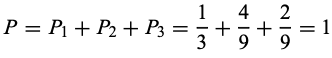 P = P₁ + P₂ + P₃ = 1/3 + 4/9 + 2/9 = 1